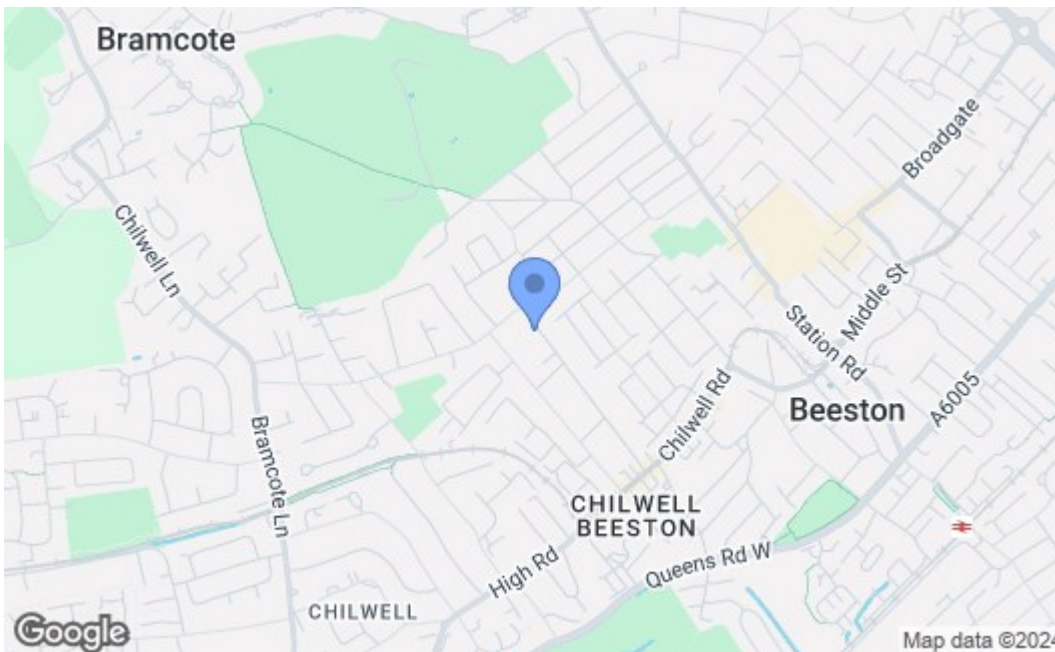 Bramcote
Broadgate
Chilwell Ln
Middle St
Station Rd
A6005
Chilwell Rd
Beeston
Bramcote Ln
CHILWELL
BEESTON
High Rd
Queens Rd W
CHILWELL
Google
Map data ©2024